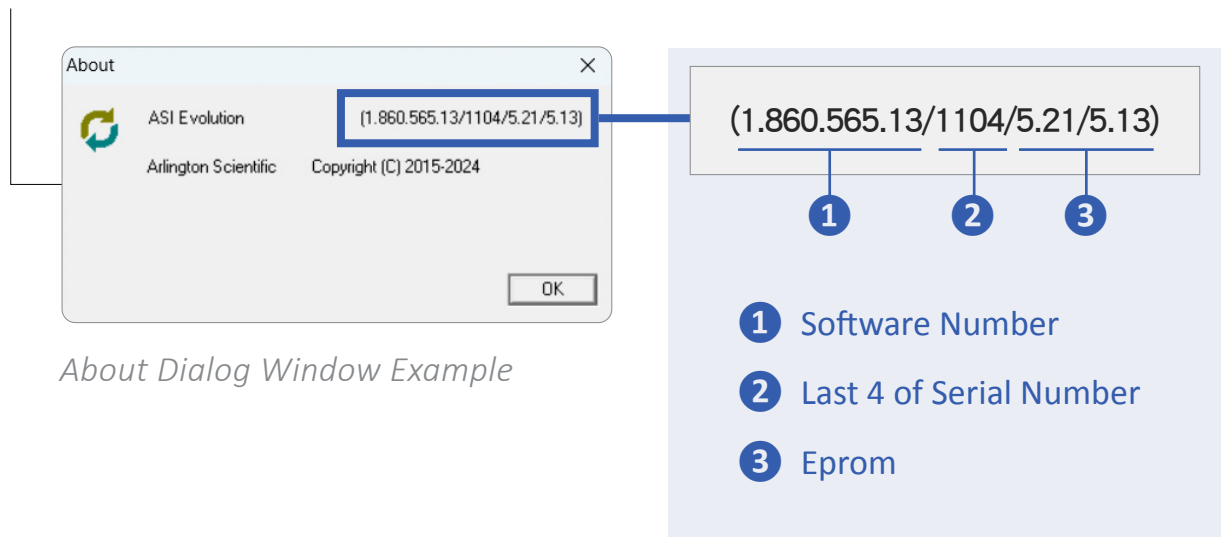 About
ASI Evolution (1.860.565.13/1104/5.21/5.13)
Arlington Scientific Copyright (C) 2015-2024
OK
About Dialog Window Example
(1.860.565.13/1104/5.21/5.13)
1 2 3
1 Software Number
2 Last 4 of Serial Number
3 Eprom